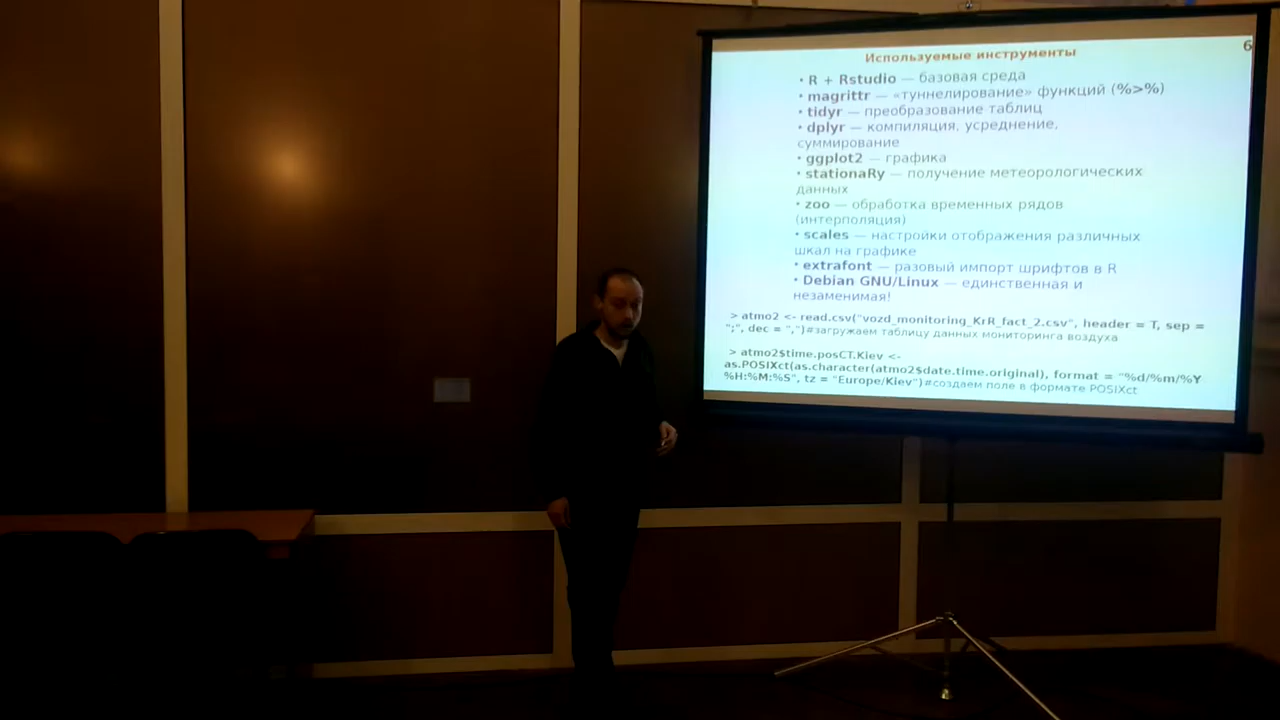 Используемые инструменты
6
• R + Rstudio — базовая среда
• magrittr — «туннелирование» функций (%>%)
• tidyr — преобразование таблиц
• dplyr — компиляция, усреднение,
суммирование
• ggplot2 — графика
• stationaRy — получение метеорологических
данных
• zoo — обработка временных рядов
(интерполяция)
• scales — настройки отображения различных
шкал на графике
• extrafont — разовый импорт шрифтов в R
• Debian GNU/Linux — единственная и
незаменимая!
> atmo2 <- read.csv("vozd_monitoring_KrR_fact_2.csv", header = T, sep =
";", dec = ",")#загружаем таблицу данных мониторинга воздуха
> atmo2$time.posCT.Kiev <-
as.POSIXct(as.character(atmo2$date.time.original), format = "%d/%m/%Y
%H:%M:%S", tz = "Europe/Kiev")#создаем поле в формате POSIXct